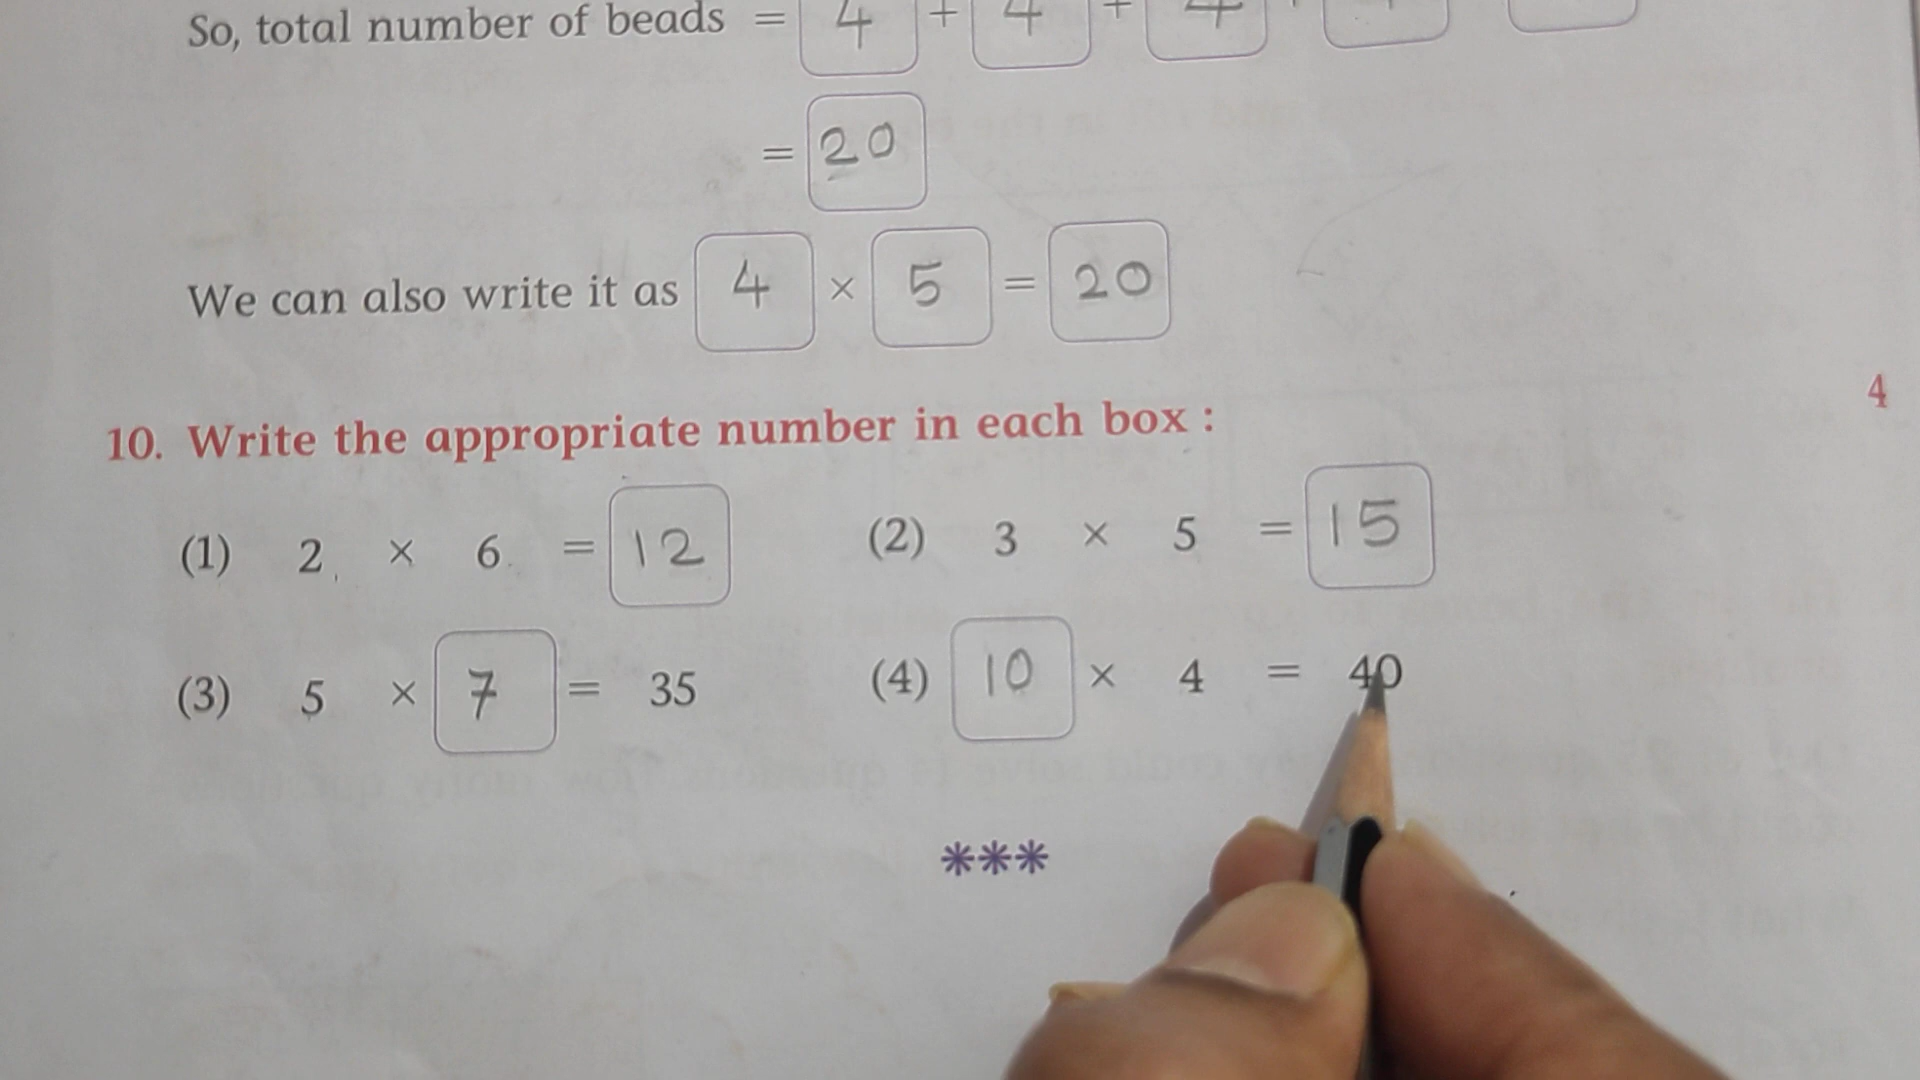 So, total number of beads = 4 + 4 + 4 +
= 20
We can also write it as 4 × 5 = 20
4
10. Write the appropriate number in each box :
(1) 2 × 6 = 12 (2) 3 × 5 = 15
(3) 5 × 7 = 35 (4) 10 × 4 = 40
***